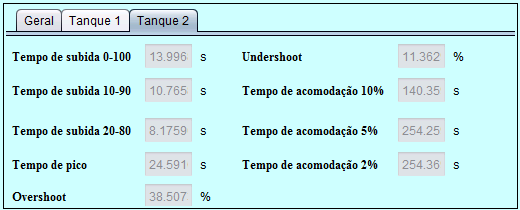 Geral Tanque 1 Tanque 2
Tempo de subida 0-100 13.996 s Undershoot 11.362 %
Tempo de subida 10-90 10.765 s Tempo de acomodação 10% 140.35 s
Tempo de subida 20-80 8.1759 s Tempo de acomodação 5% 254.25 s
Tempo de pico 24.591 s Tempo de acomodação 2% 254.36 s
Overshoot 38.507 %